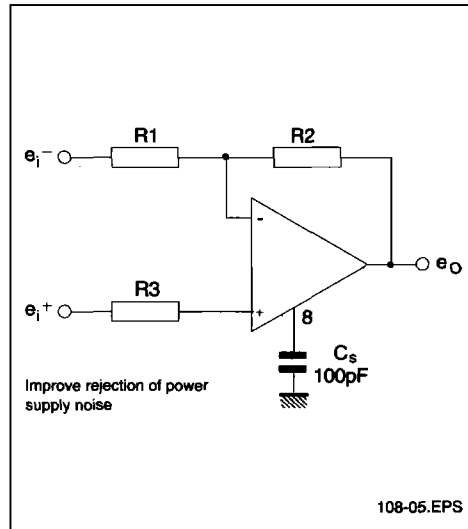 R1
R2
ei-
-
eo
ei+
R3
+
8
Cs
100pF
Improve rejection of power
supply noise
108-05.EPS